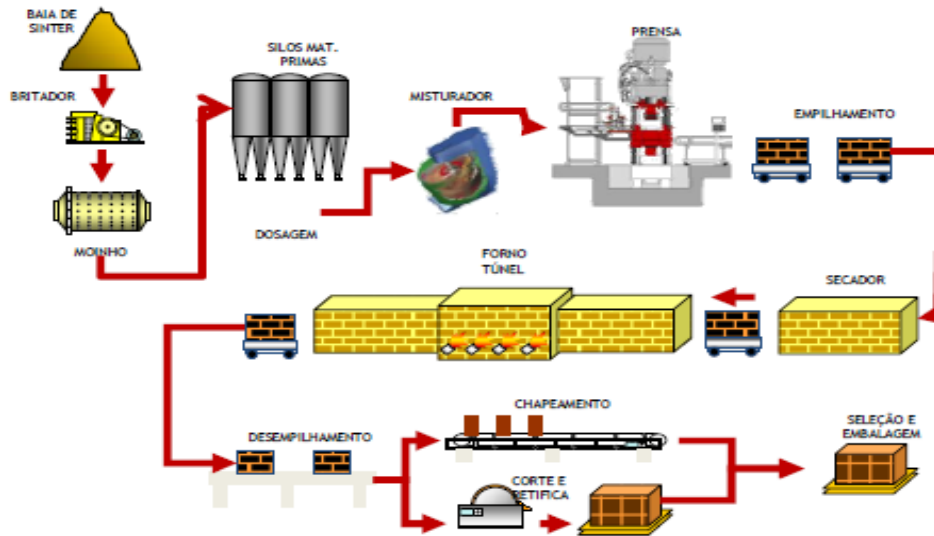 BAIA DE
SINTER
BRITADOR
MOINHO
SILOS MAT.
PRIMAS
DOSAGEM
MISTURADOR
PRENSA
EMPILHAMENTO
SECADOR
FORNO
TÚNEL
DESEMPILHAMENTO
CHAPEAMENTO
CORTE E
RETIFICA
SELEÇÃO E
EMBALAGEM